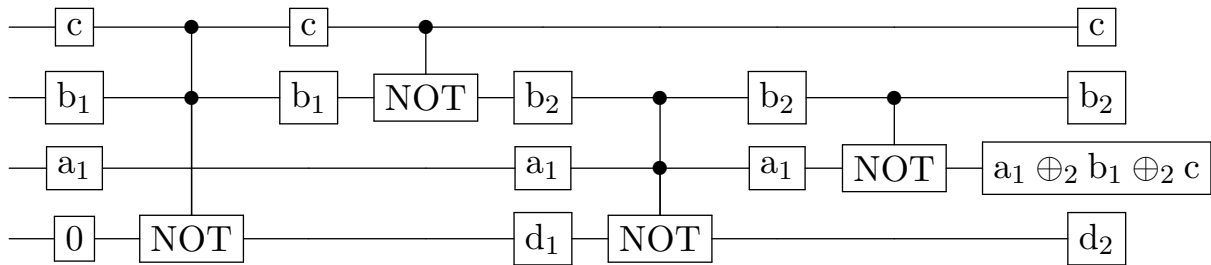 c c c
b₁ b₁ NOT b₂ b₂ b₂
a₁ a₁ a₁ NOT a₁ ⊕₂ b₁ ⊕₂ c
0 NOT d₁ NOT d₂